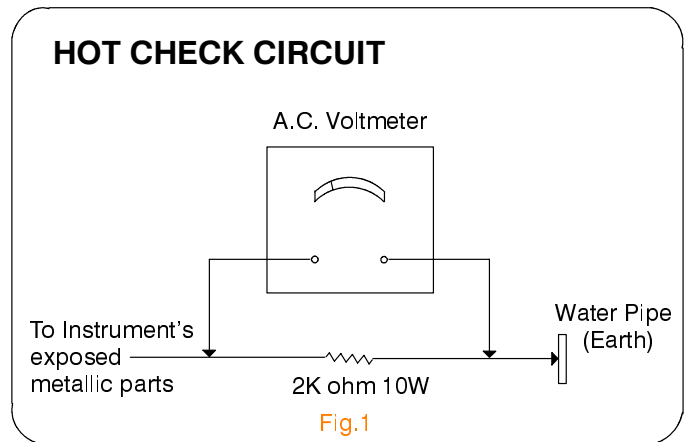 HOT CHECK CIRCUIT
A.C. Voltmeter
To Instrument's
exposed
metallic parts
2K ohm 10W
Water Pipe
(Earth)
Fig.1